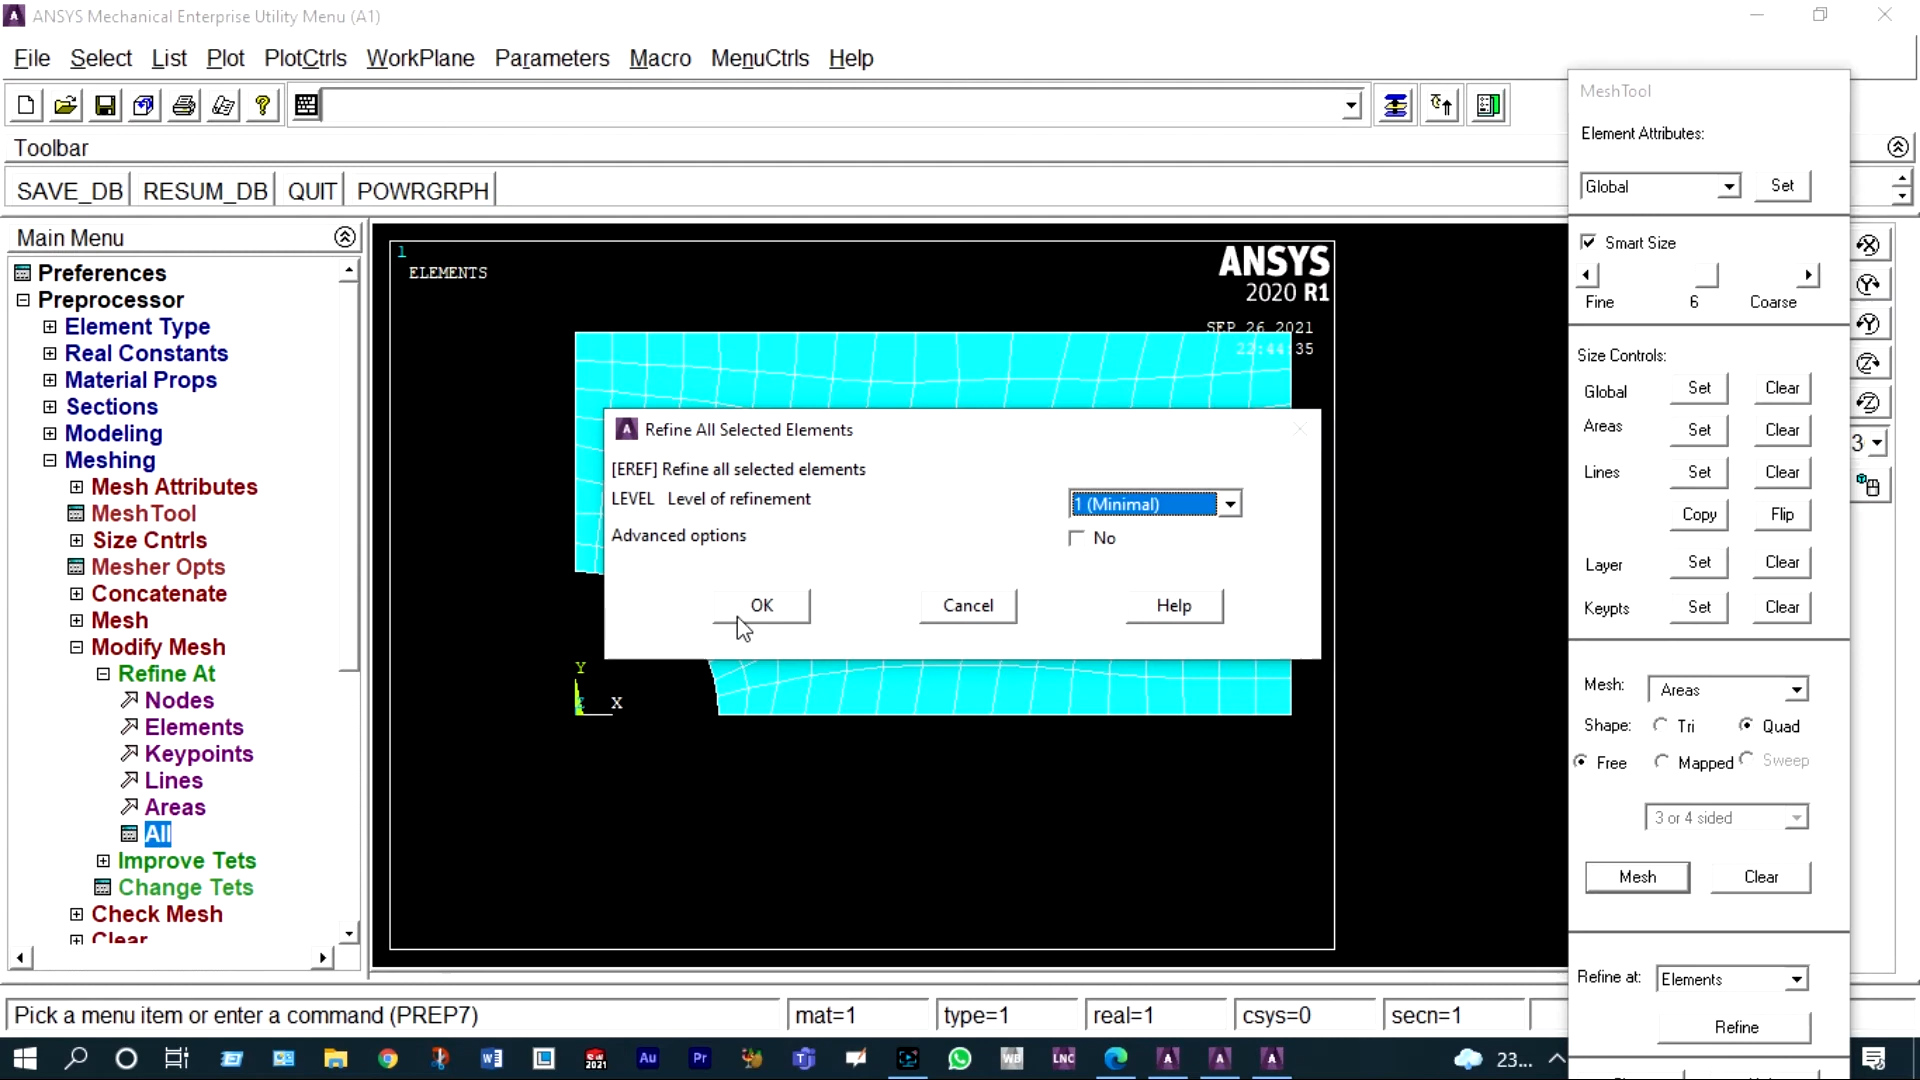 ANSYS Mechanical Enterprise Utility Menu (A1)
File Select List Plot PlotCtrls WorkPlane Parameters Macro MenuCtrls Help
Toolbar
SAVE_DB RESUM_DB QUIT POWRGRPH
Main Menu
Preferences
Preprocessor
Element Type
Real Constants
Material Props
Sections
Modeling
Meshing
Mesh Attributes
MeshTool
Size Cntrls
Mesher Opts
Concatenate
Mesh
Modify Mesh
Refine At
Nodes
Elements
Keypoints
Lines
Areas
All
Improve Tets
Change Tets
Check Mesh
Clear
1
ELEMENTS
ANSYS
2020 R1
SEP 26 2021
22:44:35
Y
X
Refine All Selected Elements
[EREF] Refine all selected elements
LEVEL Level of refinement
1 (Minimal)
Advanced options
No
OK Cancel Help
MeshTool
Element Attributes:
Global Set
Smart Size
Fine 6 Coarse
Size Controls:
Global Set Clear
Areas Set Clear
Lines Set Clear
Copy Flip
Layer Set Clear
Keypts Set Clear
Mesh: Areas
Shape: Tri Quad
Free Mapped Sweep
3 or 4 sided
Mesh Clear
Refine at: Elements
Refine
3
Pick a menu item or enter a command (PREP7)
mat=1 type=1 real=1 csys=0 secn=1
W L SW 2021 Au Pr WB LNC
23...